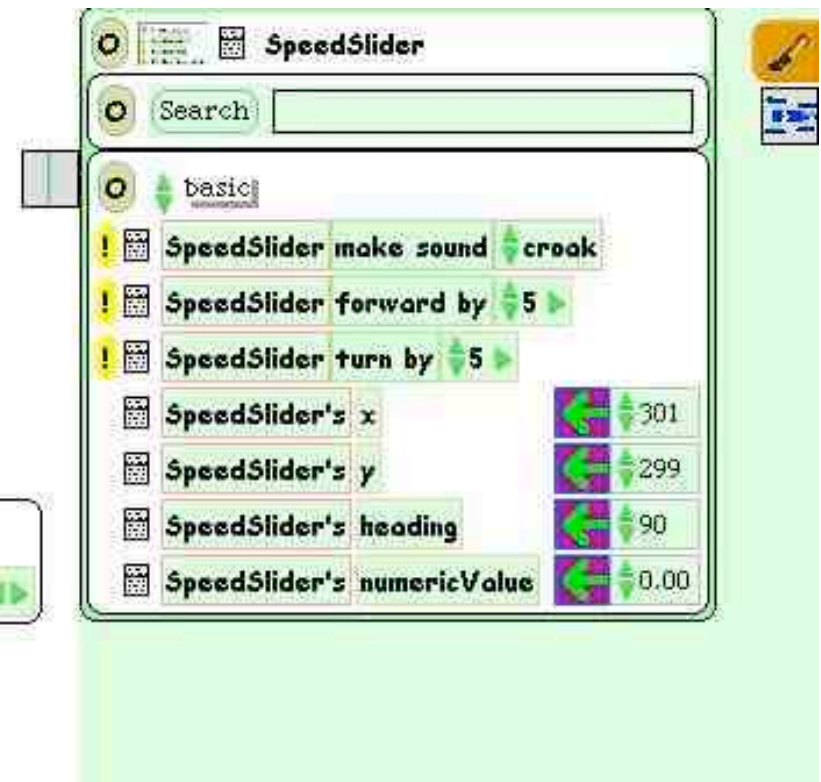 SpeedSlider
Search
basic
! SpeedSlider make sound croak
! SpeedSlider forward by 5
! SpeedSlider turn by 5
SpeedSlider's x 301
SpeedSlider's y 299
SpeedSlider's heading 90
SpeedSlider's numericValue 0.00